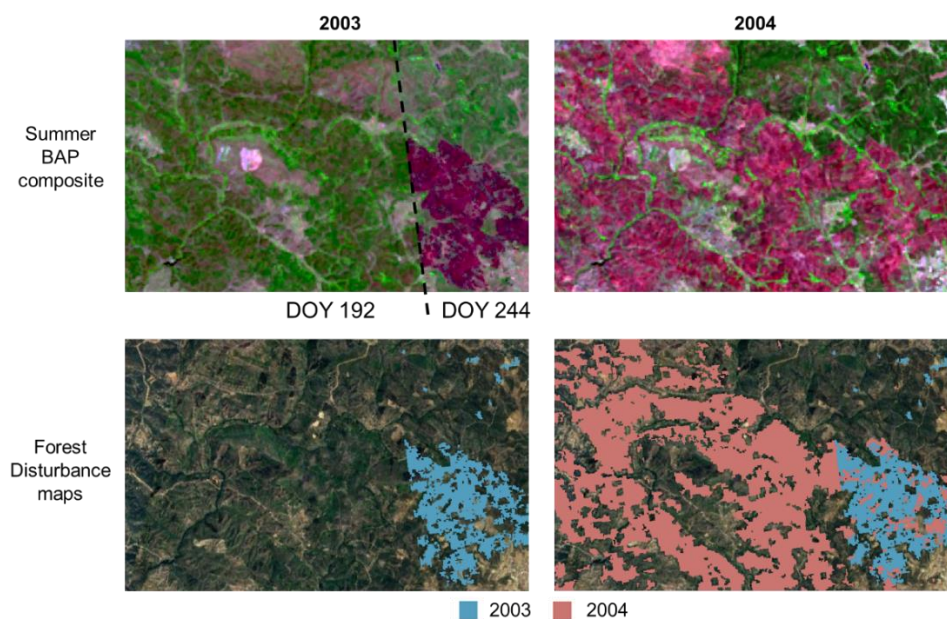 2003
2004
Summer
BAP
composite
DOY 192
DOY 244
Forest
Disturbance
maps
2003
2004